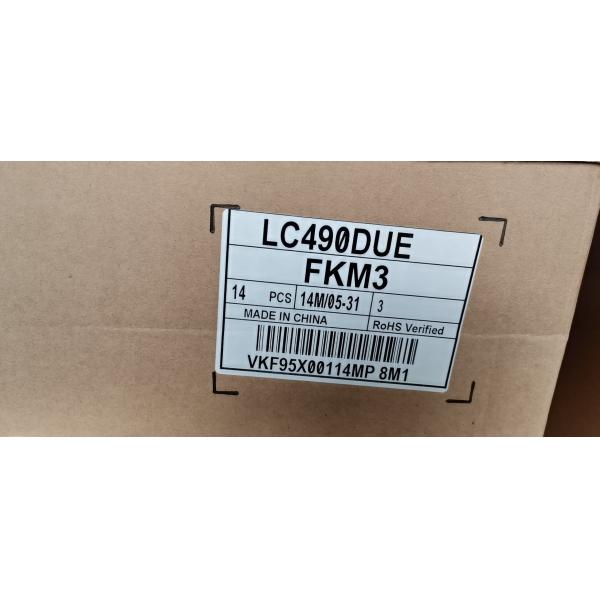 LC490DUE
FKM3
14 PCS 14M/05-31 3
MADE IN CHINA RoHS Verified
VKF95X00114MP 8M1